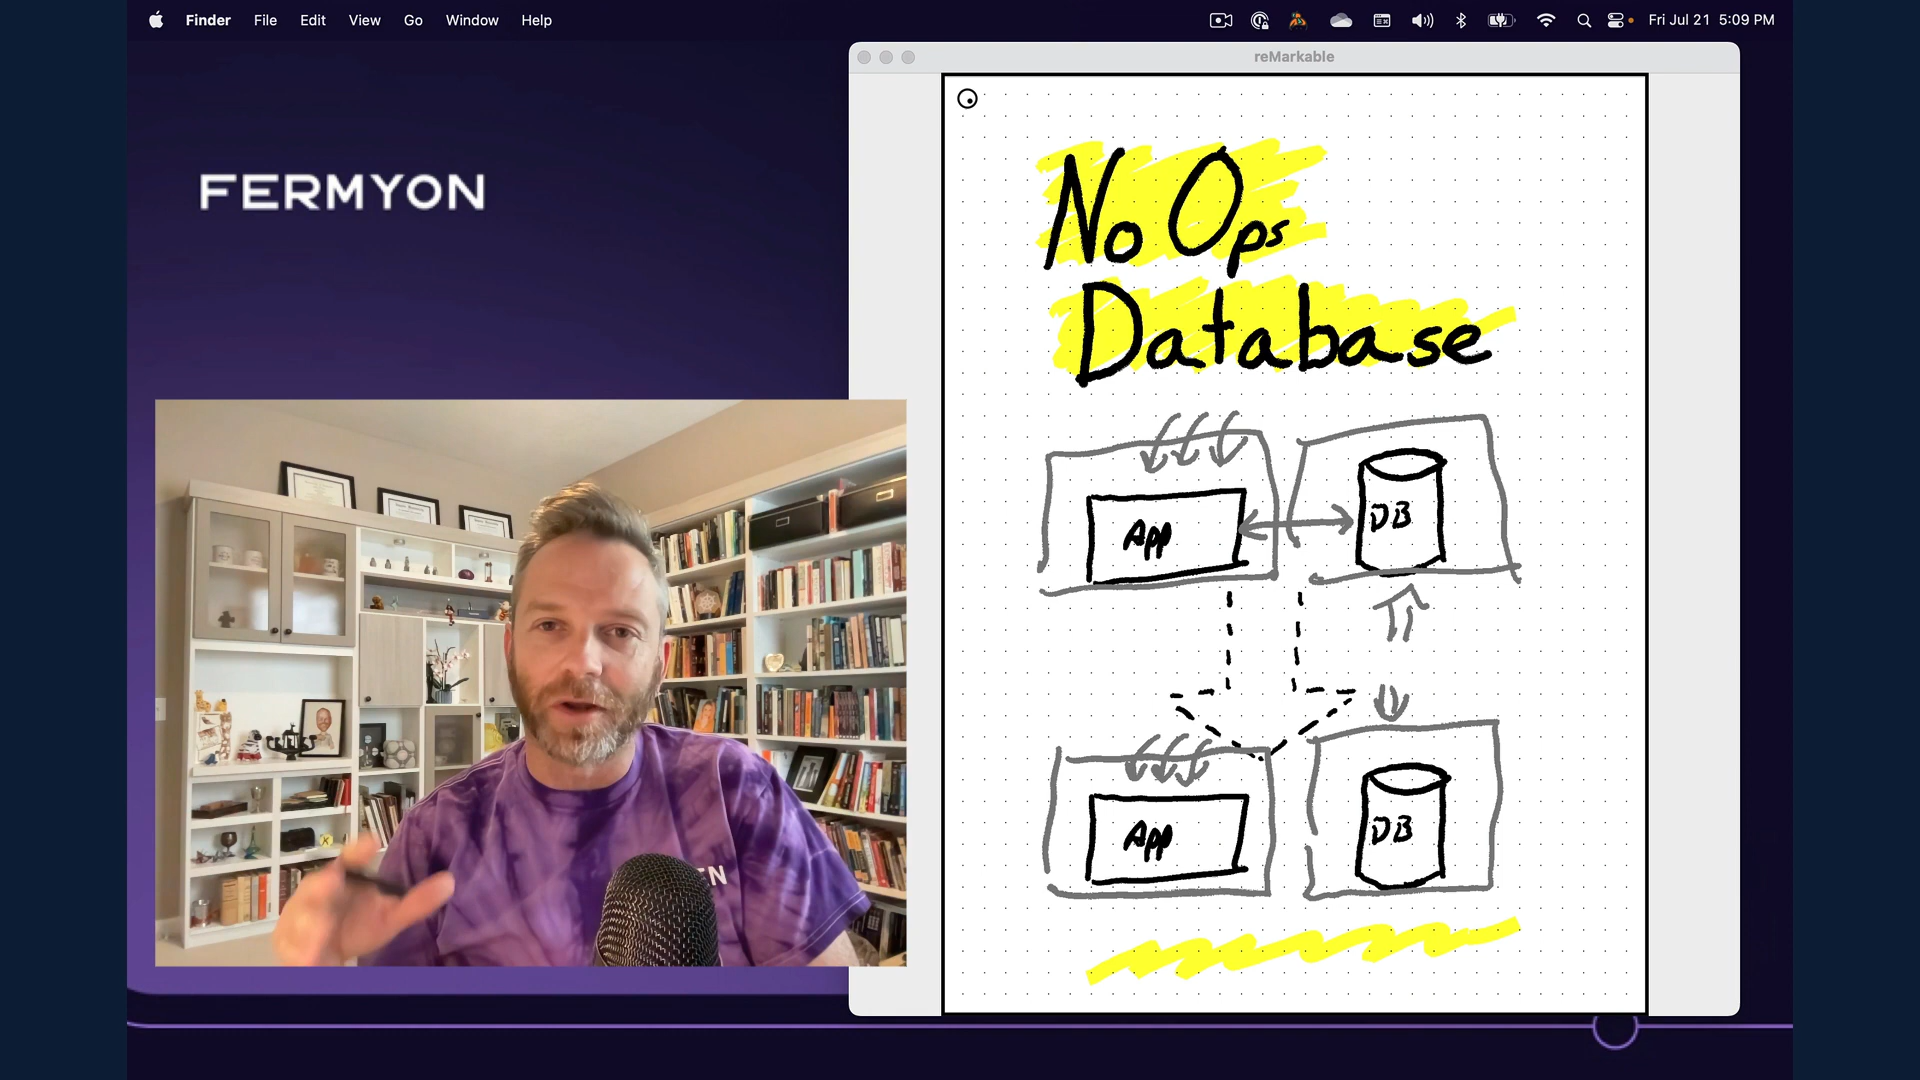 Finder File Edit View Go Window Help Fri Jul 21 5:09 PM
reMarkable
FERMYON
No Ops
Database
App DB
App DB
EN